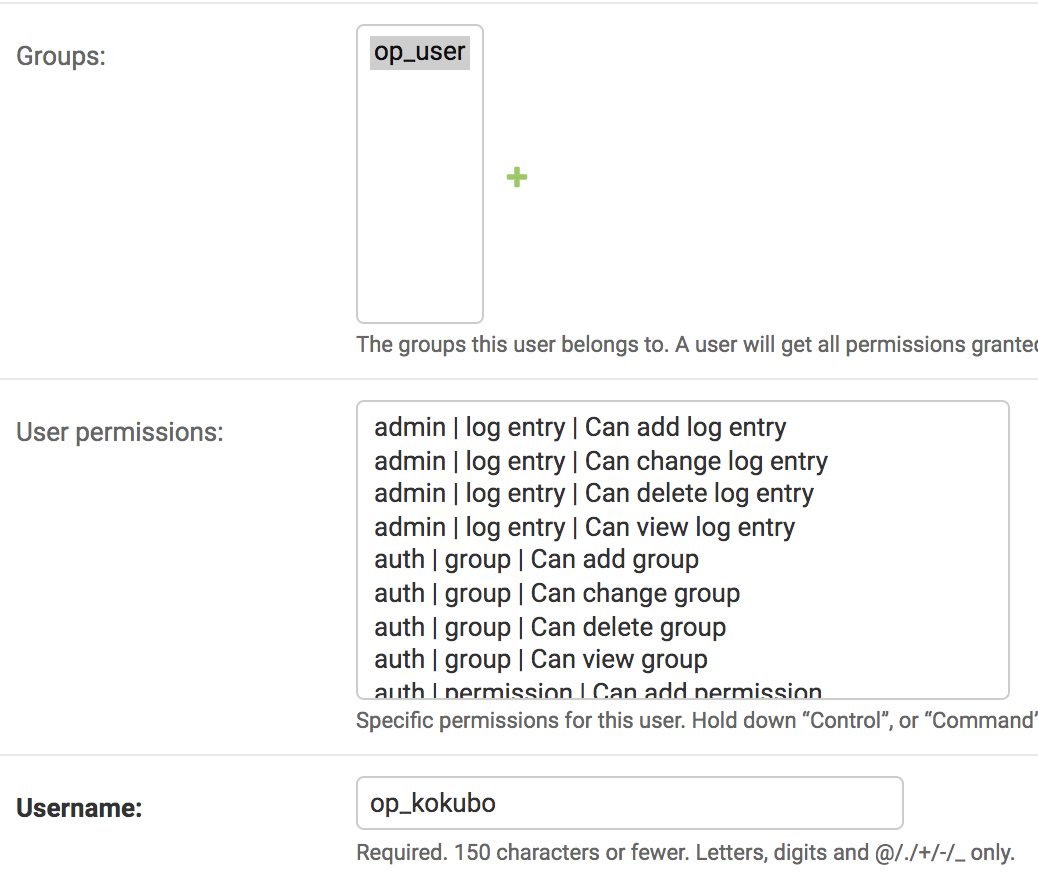 Groups:
op_user
The groups this user belongs to. A user will get all permissions granted
User permissions:
admin | log entry | Can add log entry
admin | log entry | Can change log entry
admin | log entry | Can delete log entry
admin | log entry | Can view log entry
auth | group | Can add group
auth | group | Can change group
auth | group | Can delete group
auth | group | Can view group
auth | permission | Can add permission
Specific permissions for this user. Hold down “Control”, or “Command”
Username:
op_kokubo
Required. 150 characters or fewer. Letters, digits and @/./+/-/_ only.